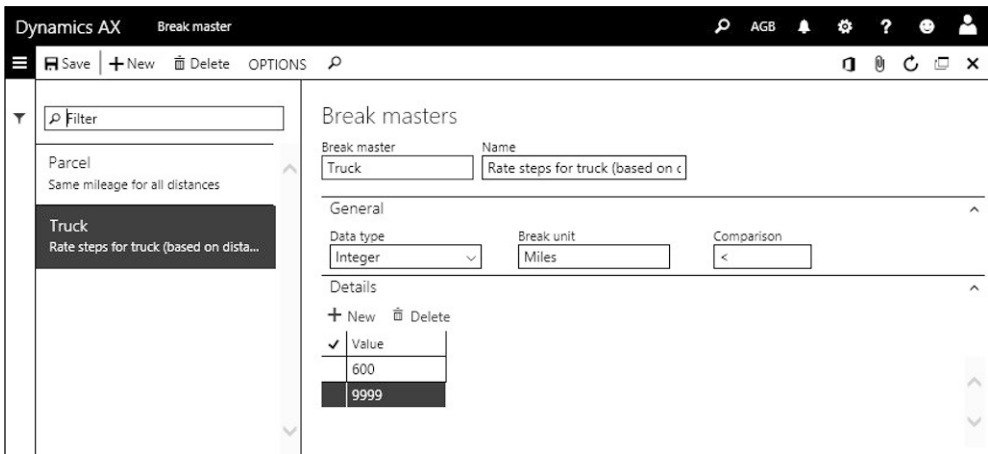 Dynamics AX Break master AGB ?
Save + New Delete OPTIONS
Filter
Parcel
Same mileage for all distances
Truck
Rate steps for truck (based on dista...
Break masters
Break master Name
Truck Rate steps for truck (based on c
General
Data type Break unit Comparison
Integer Miles <
Details
+ New Delete
Value
600
9999